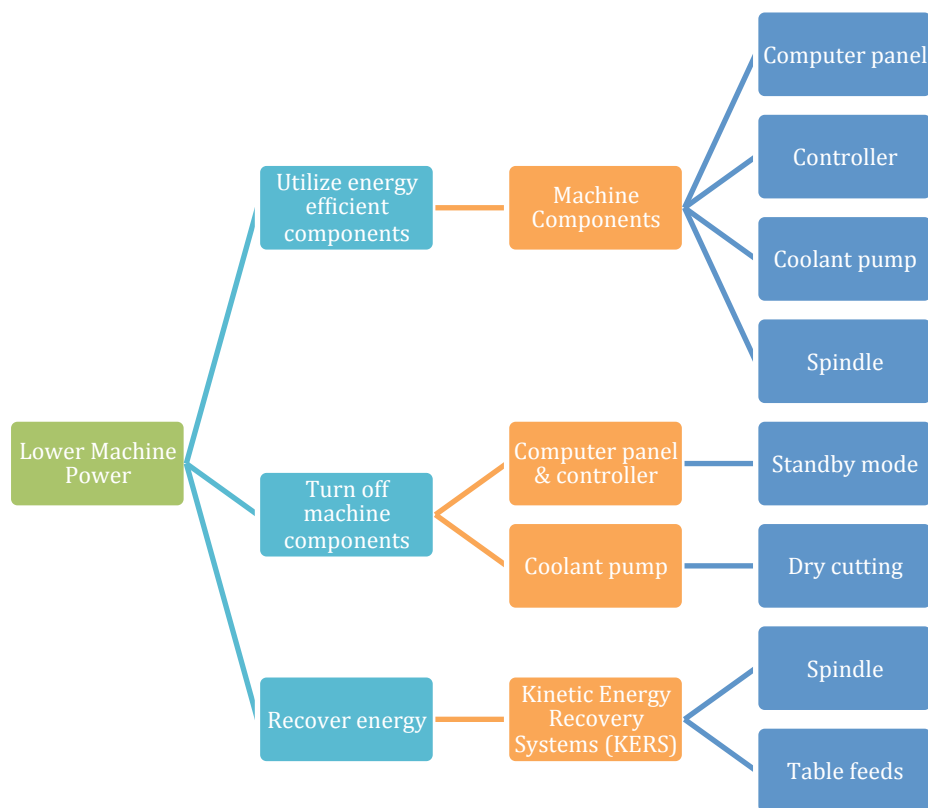 Computer panel
Utilize energy
efficient
components
Machine
Components
Controller
Coolant pump
Spindle
Lower Machine
Power
Turn off
machine
components
Computer panel
& controller
Standby mode
Coolant pump
Dry cutting
Recover energy
Kinetic Energy
Recovery
Systems (KERS)
Spindle
Table feeds